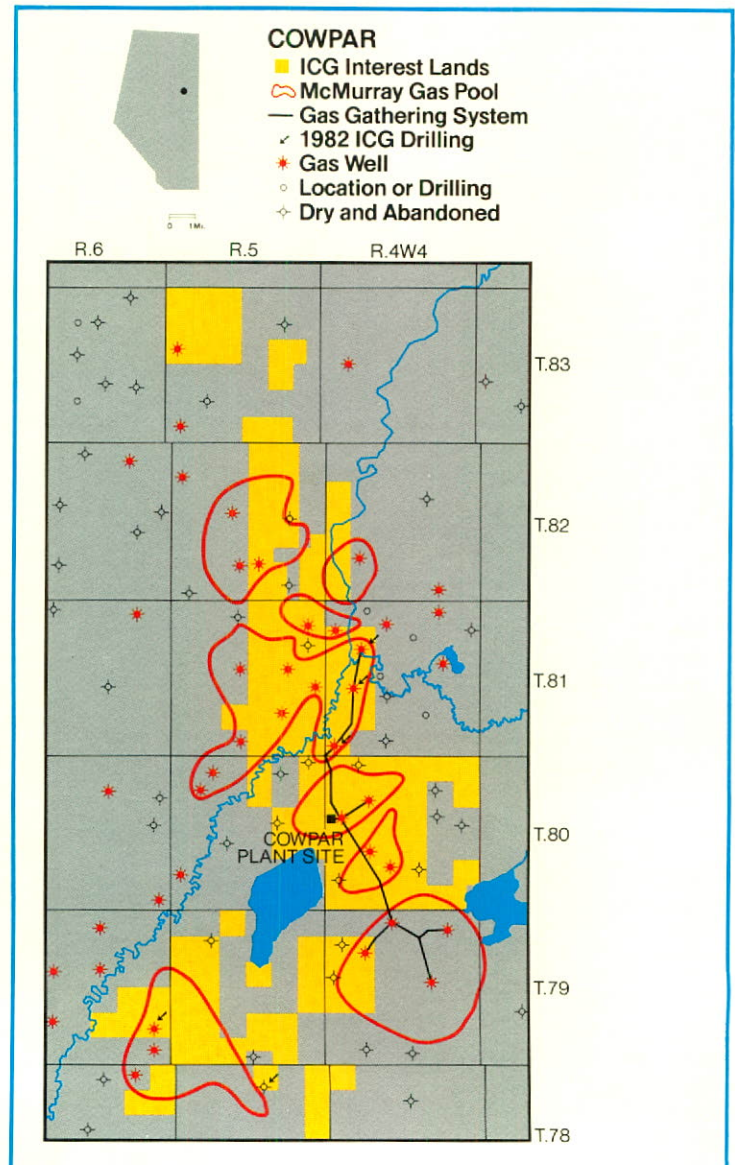 COWPAR
ICG Interest Lands
McMurray Gas Pool
Gas Gathering System
1982 ICG Drilling
Gas Well
Location or Drilling
Dry and Abandoned
0 1Mi.
R.6 R.5 R.4W4
T.83
T.82
T.81
T.80
COWPAR
PLANT SITE
T.79
T.78